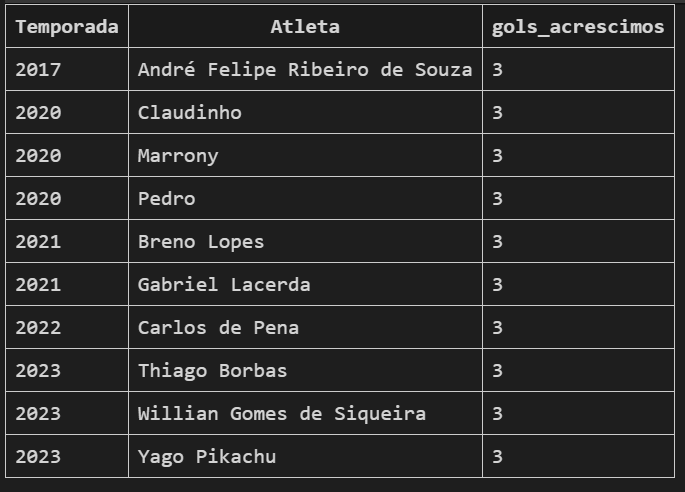 Temporada Atleta gols_acrescimos
2017 André Felipe Ribeiro de Souza 3
2020 Claudinho 3
2020 Marrony 3
2020 Pedro 3
2021 Breno Lopes 3
2021 Gabriel Lacerda 3
2022 Carlos de Pena 3
2023 Thiago Borbas 3
2023 Willian Gomes de Siqueira 3
2023 Yago Pikachu 3